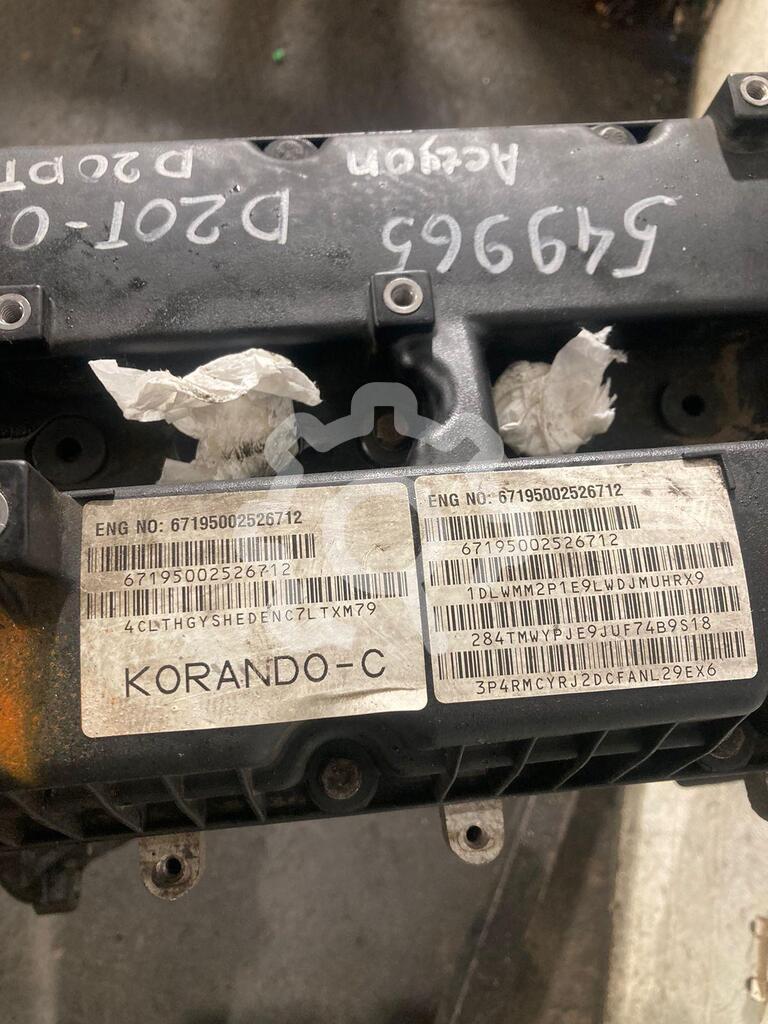 Actyon
D20DT
549965
D20T-0
ENG NO: 67195002526712
67195002526712
4CLTHGYSHEDENC7LTXM79
KORANDO-C
ENG NO: 67195002526712
67195002526712
1DLWMM2P1E9LWDJMUHRX9
284TMWYPJE9JUF74B9S18
3P4RMCYRJ2DCFANL29EX6